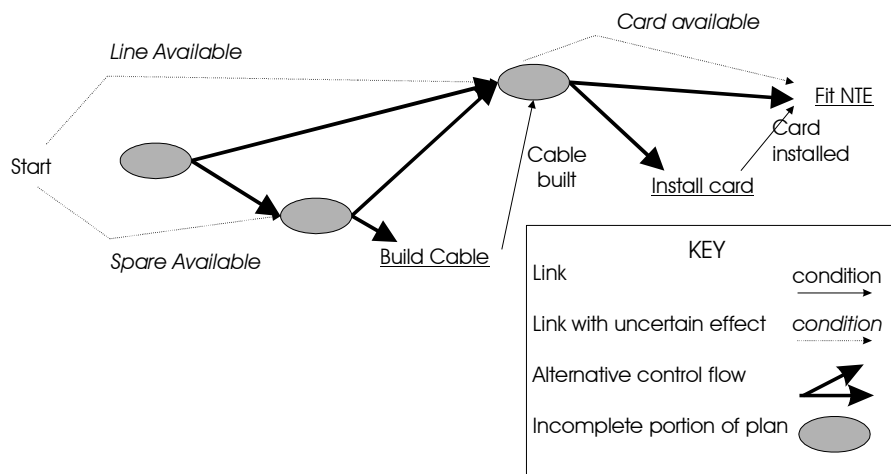 Card available
Line Available
Fit NTE
Card
installed
Cable
built
Start
Install card
Spare Available
Build Cable
KEY
Link
condition
Link with uncertain effect
condition
Alternative control flow
Incomplete portion of plan